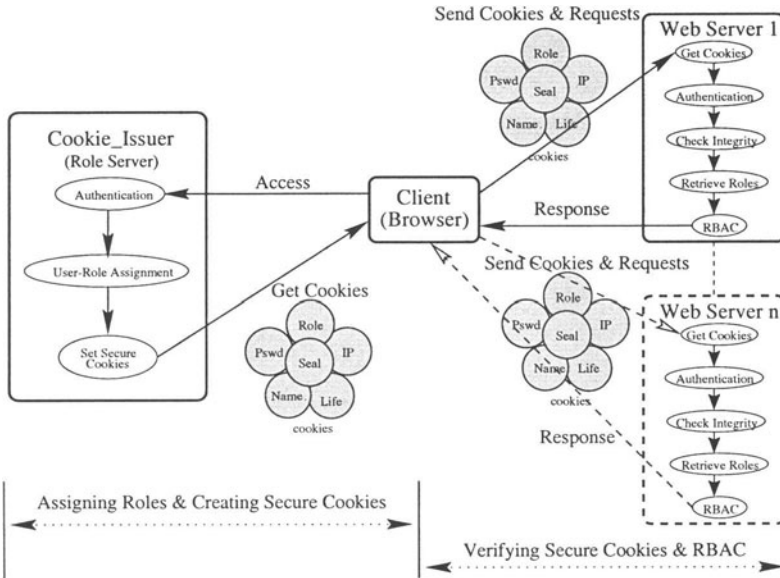 Send Cookies & Requests
Role
Pswd
IP
Seal
Name
Life
cookies
Web Server 1
Get Cookies
Authentication
Check Integrity
Retrieve Roles
RBAC
Cookie_Issuer
(Role Server)
Authentication
User-Role Assignment
Set Secure
Cookies
Access
Client
(Browser)
Response
Get Cookies
Role
Pswd
IP
Seal
Name
Life
cookies
Send Cookies & Requests
Role
Pswd
IP
Seal
Name
Life
cookies
Response
Web Server n
Get Cookies
Authentication
Check Integrity
Retrieve Roles
RBAC
Assigning Roles & Creating Secure Cookies
Verifying Secure Cookies & RBAC